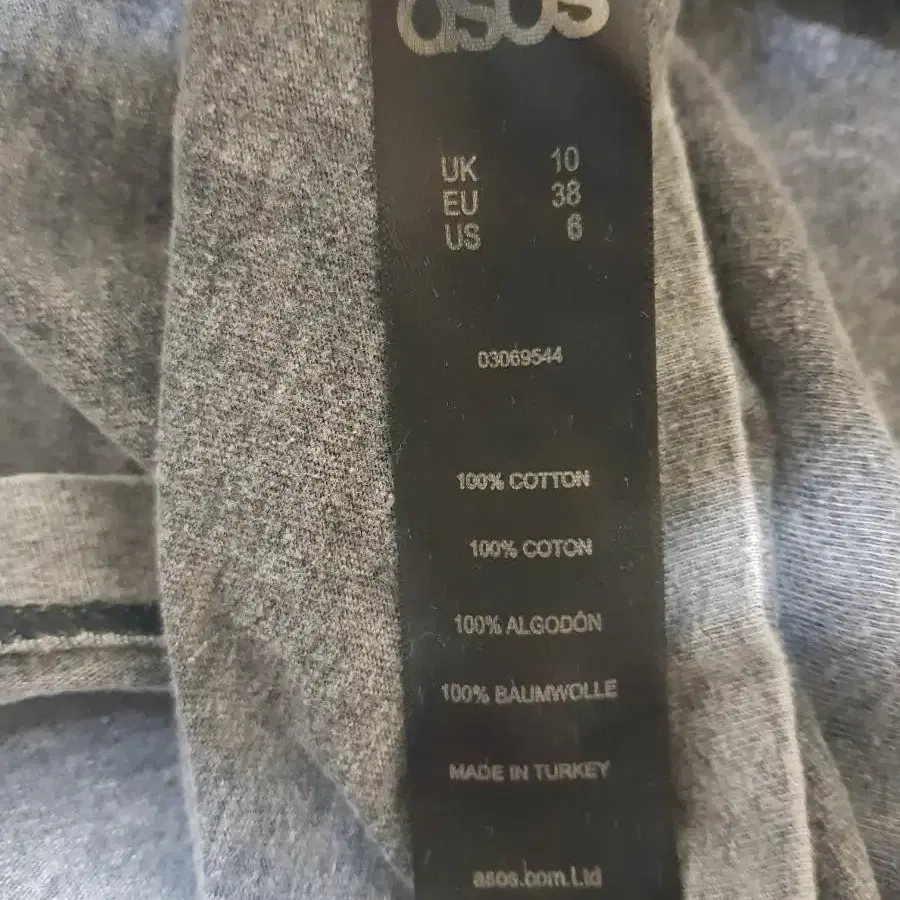 asos
UK 10
EU 38
US 6
03069544
100% COTTON
100% COTON
100% ALGODÓN
100% BAUMWOLLE
MADE IN TURKEY
asos.com.Ltd